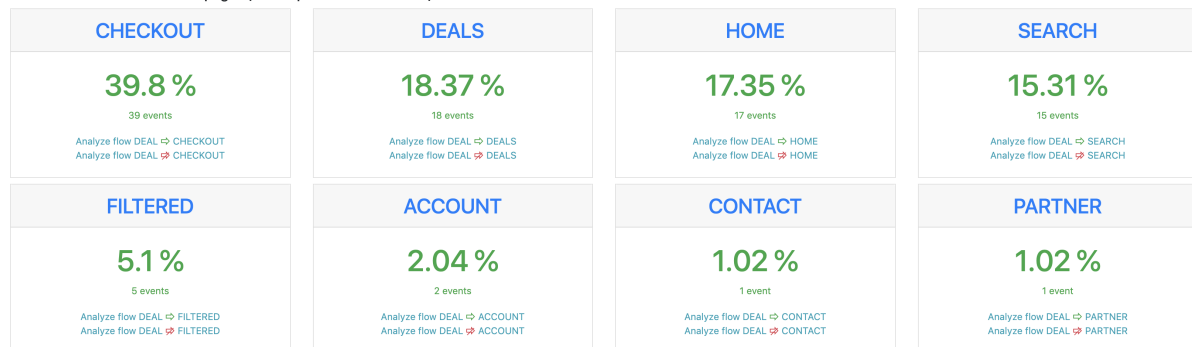 CHECKOUT
39.8 %
39 events
Analyze flow DEAL ⇨ CHECKOUT
Analyze flow DEAL ⇏ CHECKOUT
DEALS
18.37 %
18 events
Analyze flow DEAL ⇨ DEALS
Analyze flow DEAL ⇏ DEALS
HOME
17.35 %
17 events
Analyze flow DEAL ⇨ HOME
Analyze flow DEAL ⇏ HOME
SEARCH
15.31 %
15 events
Analyze flow DEAL ⇨ SEARCH
Analyze flow DEAL ⇏ SEARCH
FILTERED
5.1 %
5 events
Analyze flow DEAL ⇨ FILTERED
Analyze flow DEAL ⇏ FILTERED
ACCOUNT
2.04 %
2 events
Analyze flow DEAL ⇨ ACCOUNT
Analyze flow DEAL ⇏ ACCOUNT
CONTACT
1.02 %
1 event
Analyze flow DEAL ⇨ CONTACT
Analyze flow DEAL ⇏ CONTACT
PARTNER
1.02 %
1 event
Analyze flow DEAL ⇨ PARTNER
Analyze flow DEAL ⇏ PARTNER